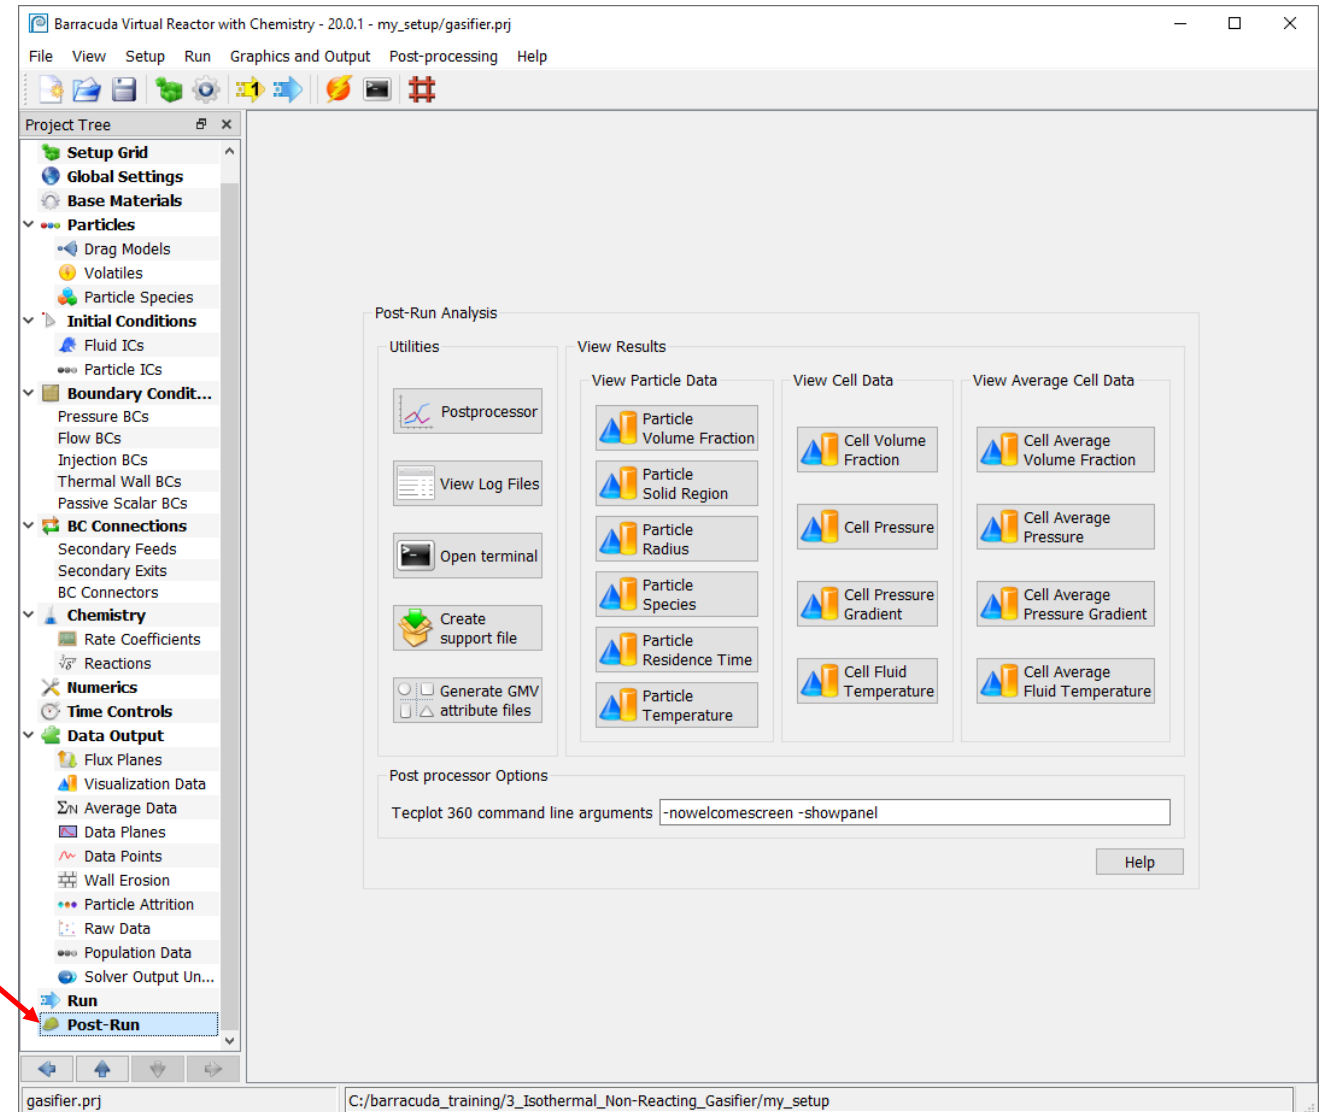 Barracuda Virtual Reactor with Chemistry - 20.0.1 - my_setup/gasifier.prj
File View Setup Run Graphics and Output Post-processing Help
1
Project Tree
Setup Grid
Global Settings
Base Materials
Particles
Drag Models
Volatiles
Particle Species
Initial Conditions
Fluid ICs
Particle ICs
Boundary Condit...
Pressure BCs
Flow BCs
Injection BCs
Thermal Wall BCs
Passive Scalar BCs
BC Connections
Secondary Feeds
Secondary Exits
BC Connectors
Chemistry
Rate Coefficients
Reactions
Numerics
Time Controls
Data Output
Flux Planes
Visualization Data
Σ/N Average Data
Data Planes
Data Points
Wall Erosion
Particle Attrition
Raw Data
Population Data
Solver Output Un...
Run
Post-Run
Post-Run Analysis
Utilities
Postprocessor
View Log Files
Open terminal
Create
support file
Generate GMV
attribute files
View Results
View Particle Data
Particle
Volume Fraction
Particle
Solid Region
Particle
Radius
Particle
Species
Particle
Residence Time
Particle
Temperature
View Cell Data
Cell Volume
Fraction
Cell Pressure
Cell Pressure
Gradient
Cell Fluid
Temperature
View Average Cell Data
Cell Average
Volume Fraction
Cell Average
Pressure
Cell Average
Pressure Gradient
Cell Average
Fluid Temperature
Post processor Options
Tecplot 360 command line arguments -nowelcomescreen -showpanel
Help
gasifier.prj
C:/barracuda_training/3_Isothermal_Non-Reacting_Gasifier/my_setup